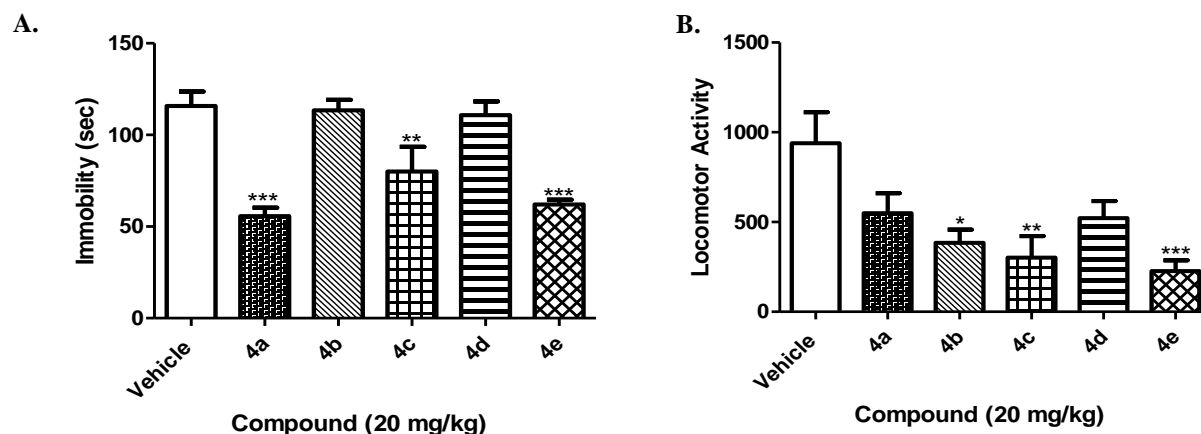 A.
150
100
50
0
Immobility (sec)
***
**
***
Vehicle
4a
4b
4c
4d
4e
Compound (20 mg/kg)
B.
1500
1000
500
0
Locomotor Activity
*
**
***
Vehicle
4a
4b
4c
4d
4e
Compound (20 mg/kg)